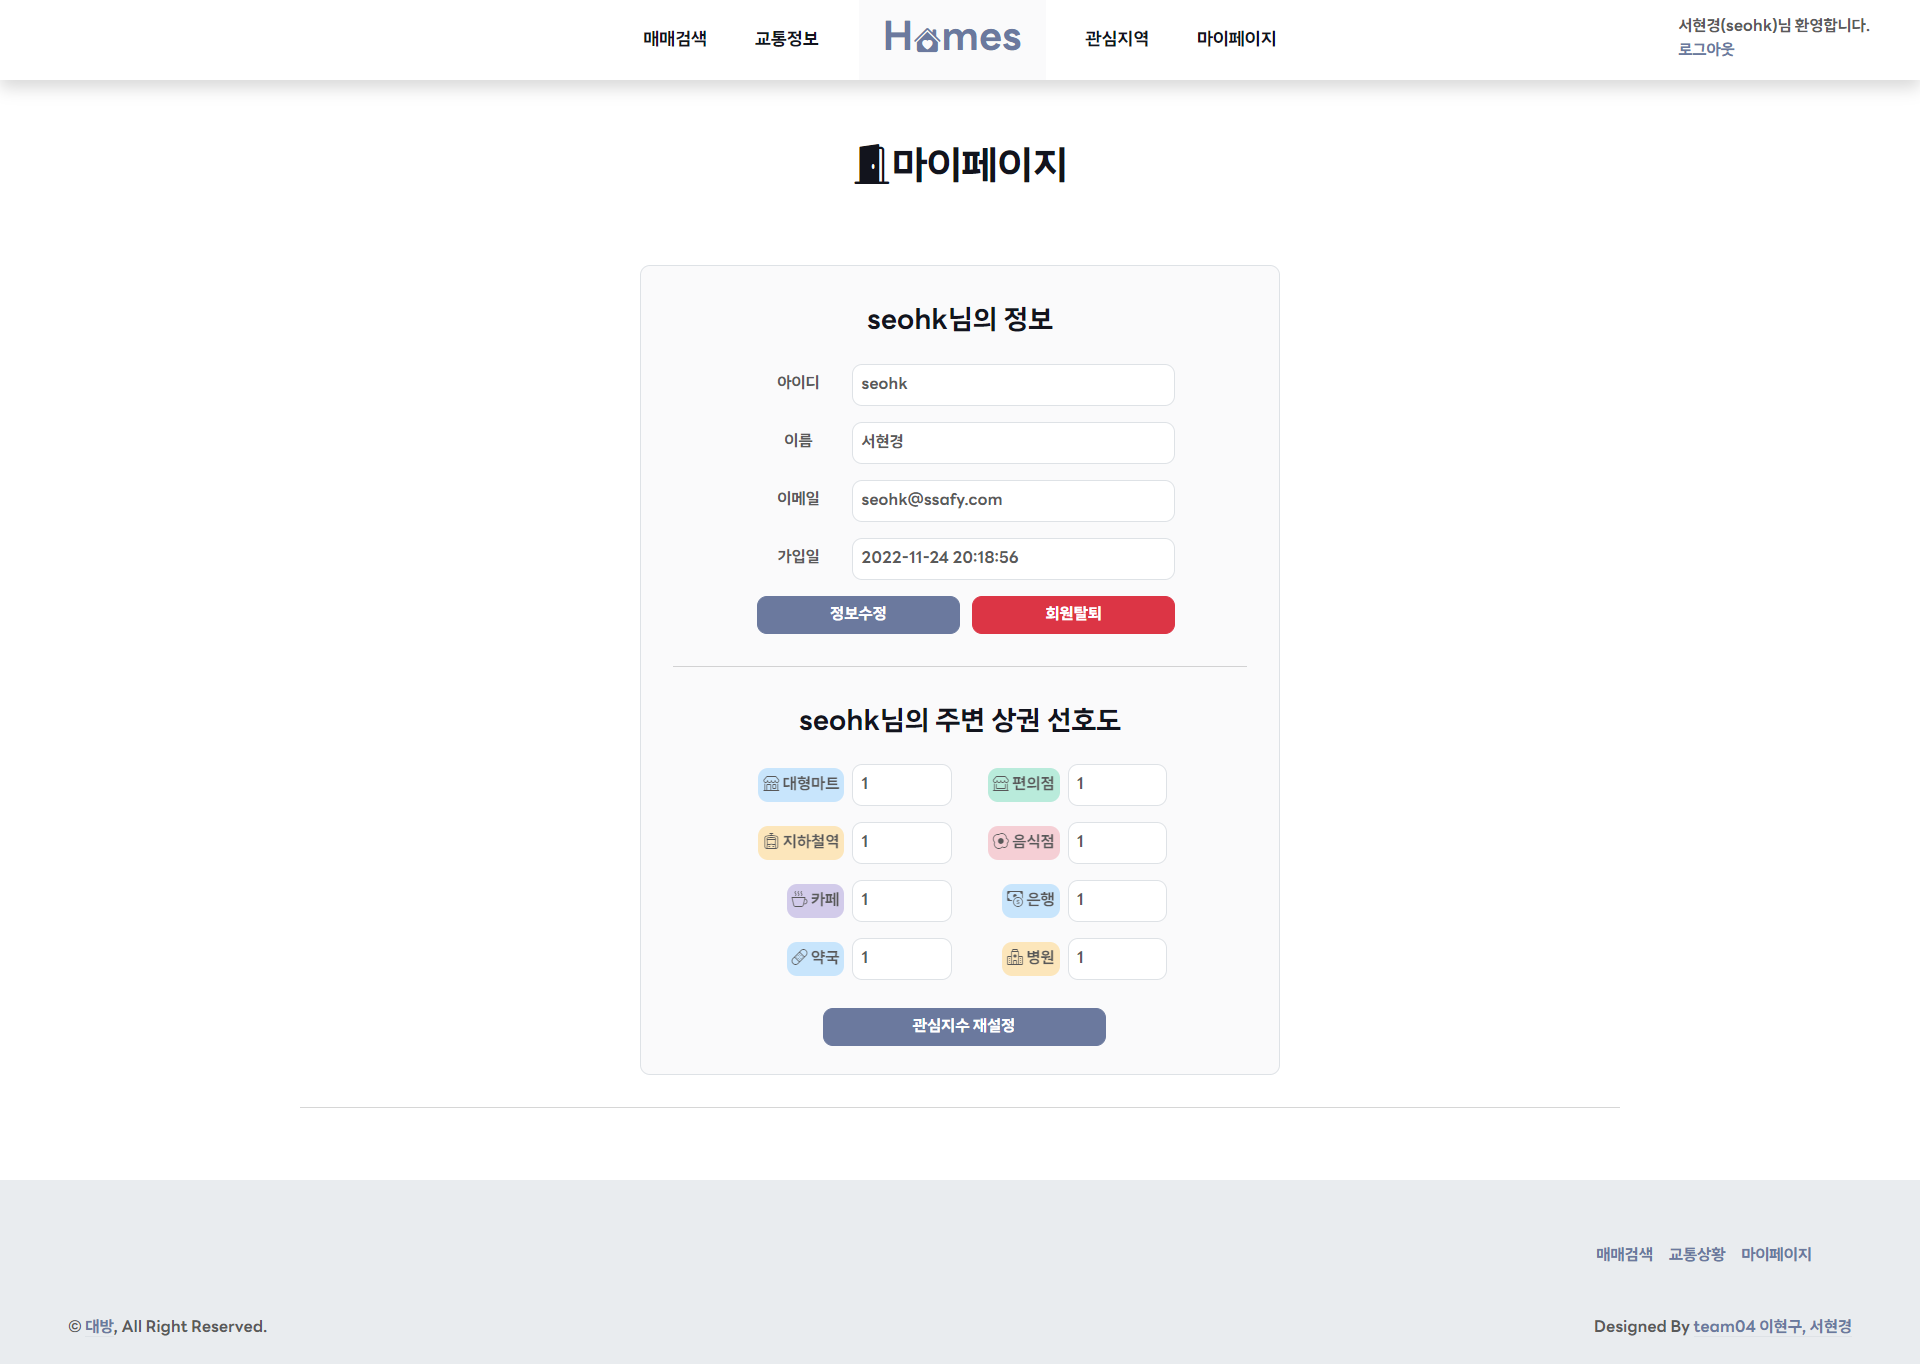 매매검색 교통정보 Homes 관심지역 마이페이지
서현경(seohk)님 환영합니다.
로그아웃
마이페이지
seohk님의 정보
아이디 seohk
이름 서현경
이메일 seohk@ssafy.com
가입일 2022-11-24 20:18:56
정보수정 회원탈퇴
seohk님의 주변 상권 선호도
대형마트 1 편의점 1
지하철역 1 음식점 1
카페 1 은행 1
약국 1 병원 1
관심지수 재설정
매매검색 교통상황 마이페이지
© 대방, All Right Reserved.
Designed By team04 이현구, 서현경